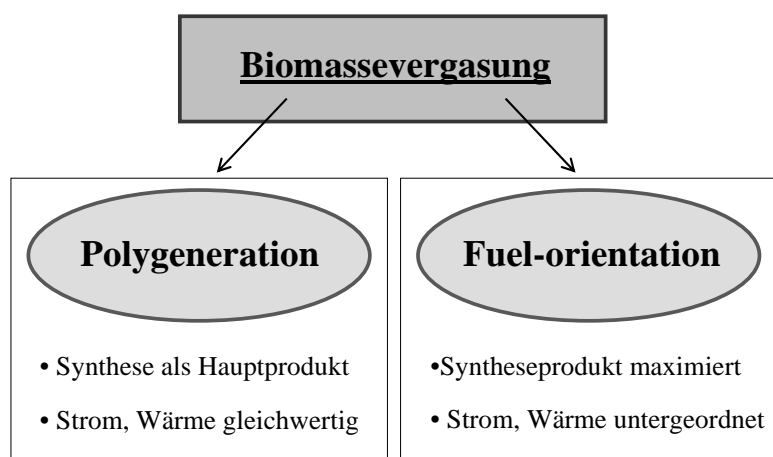 Biomassevergasung
Polygeneration
• Synthese als Hauptprodukt
• Strom, Wärme gleichwertig
Fuel-orientation
•Syntheseprodukt maximiert
• Strom, Wärme untergeordnet